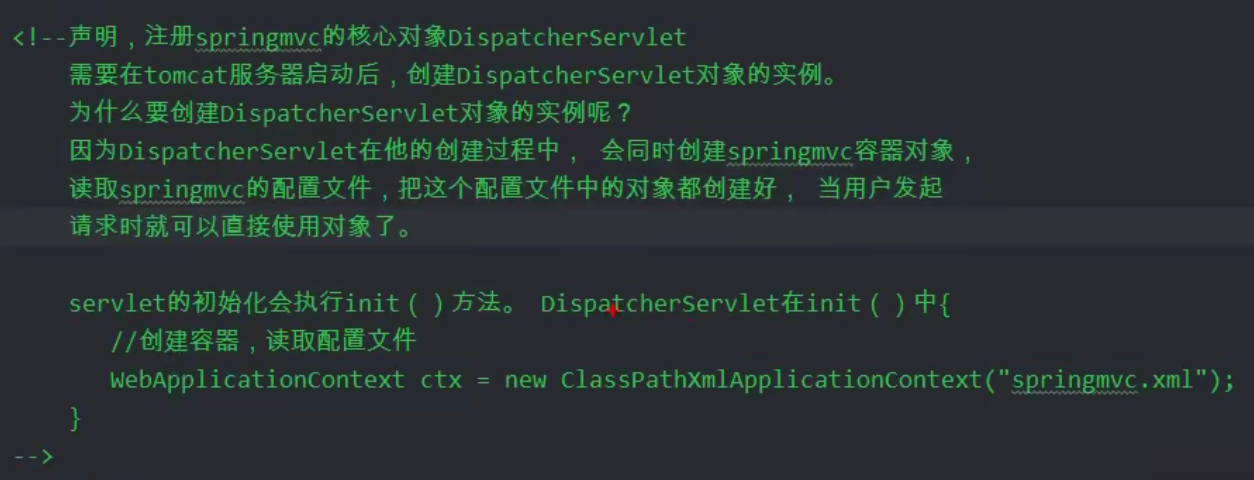 <!--声明，注册springmvc的核心对象DispatcherServlet
需要在tomcat服务器启动后，创建DispatcherServlet对象的实例。
为什么要创建DispatcherServlet对象的实例呢？
因为DispatcherServlet在他的创建过程中， 会同时创建springmvc容器对象，
读取springmvc的配置文件，把这个配置文件中的对象都创建好， 当用户发起
请求时就可以直接使用对象了。
servlet的初始化会执行init（）方法。 DispatcherServlet在init（）中{
//创建容器，读取配置文件
WebApplicationContext ctx = new ClassPathXmlApplicationContext("springmvc.xml");
}
-->